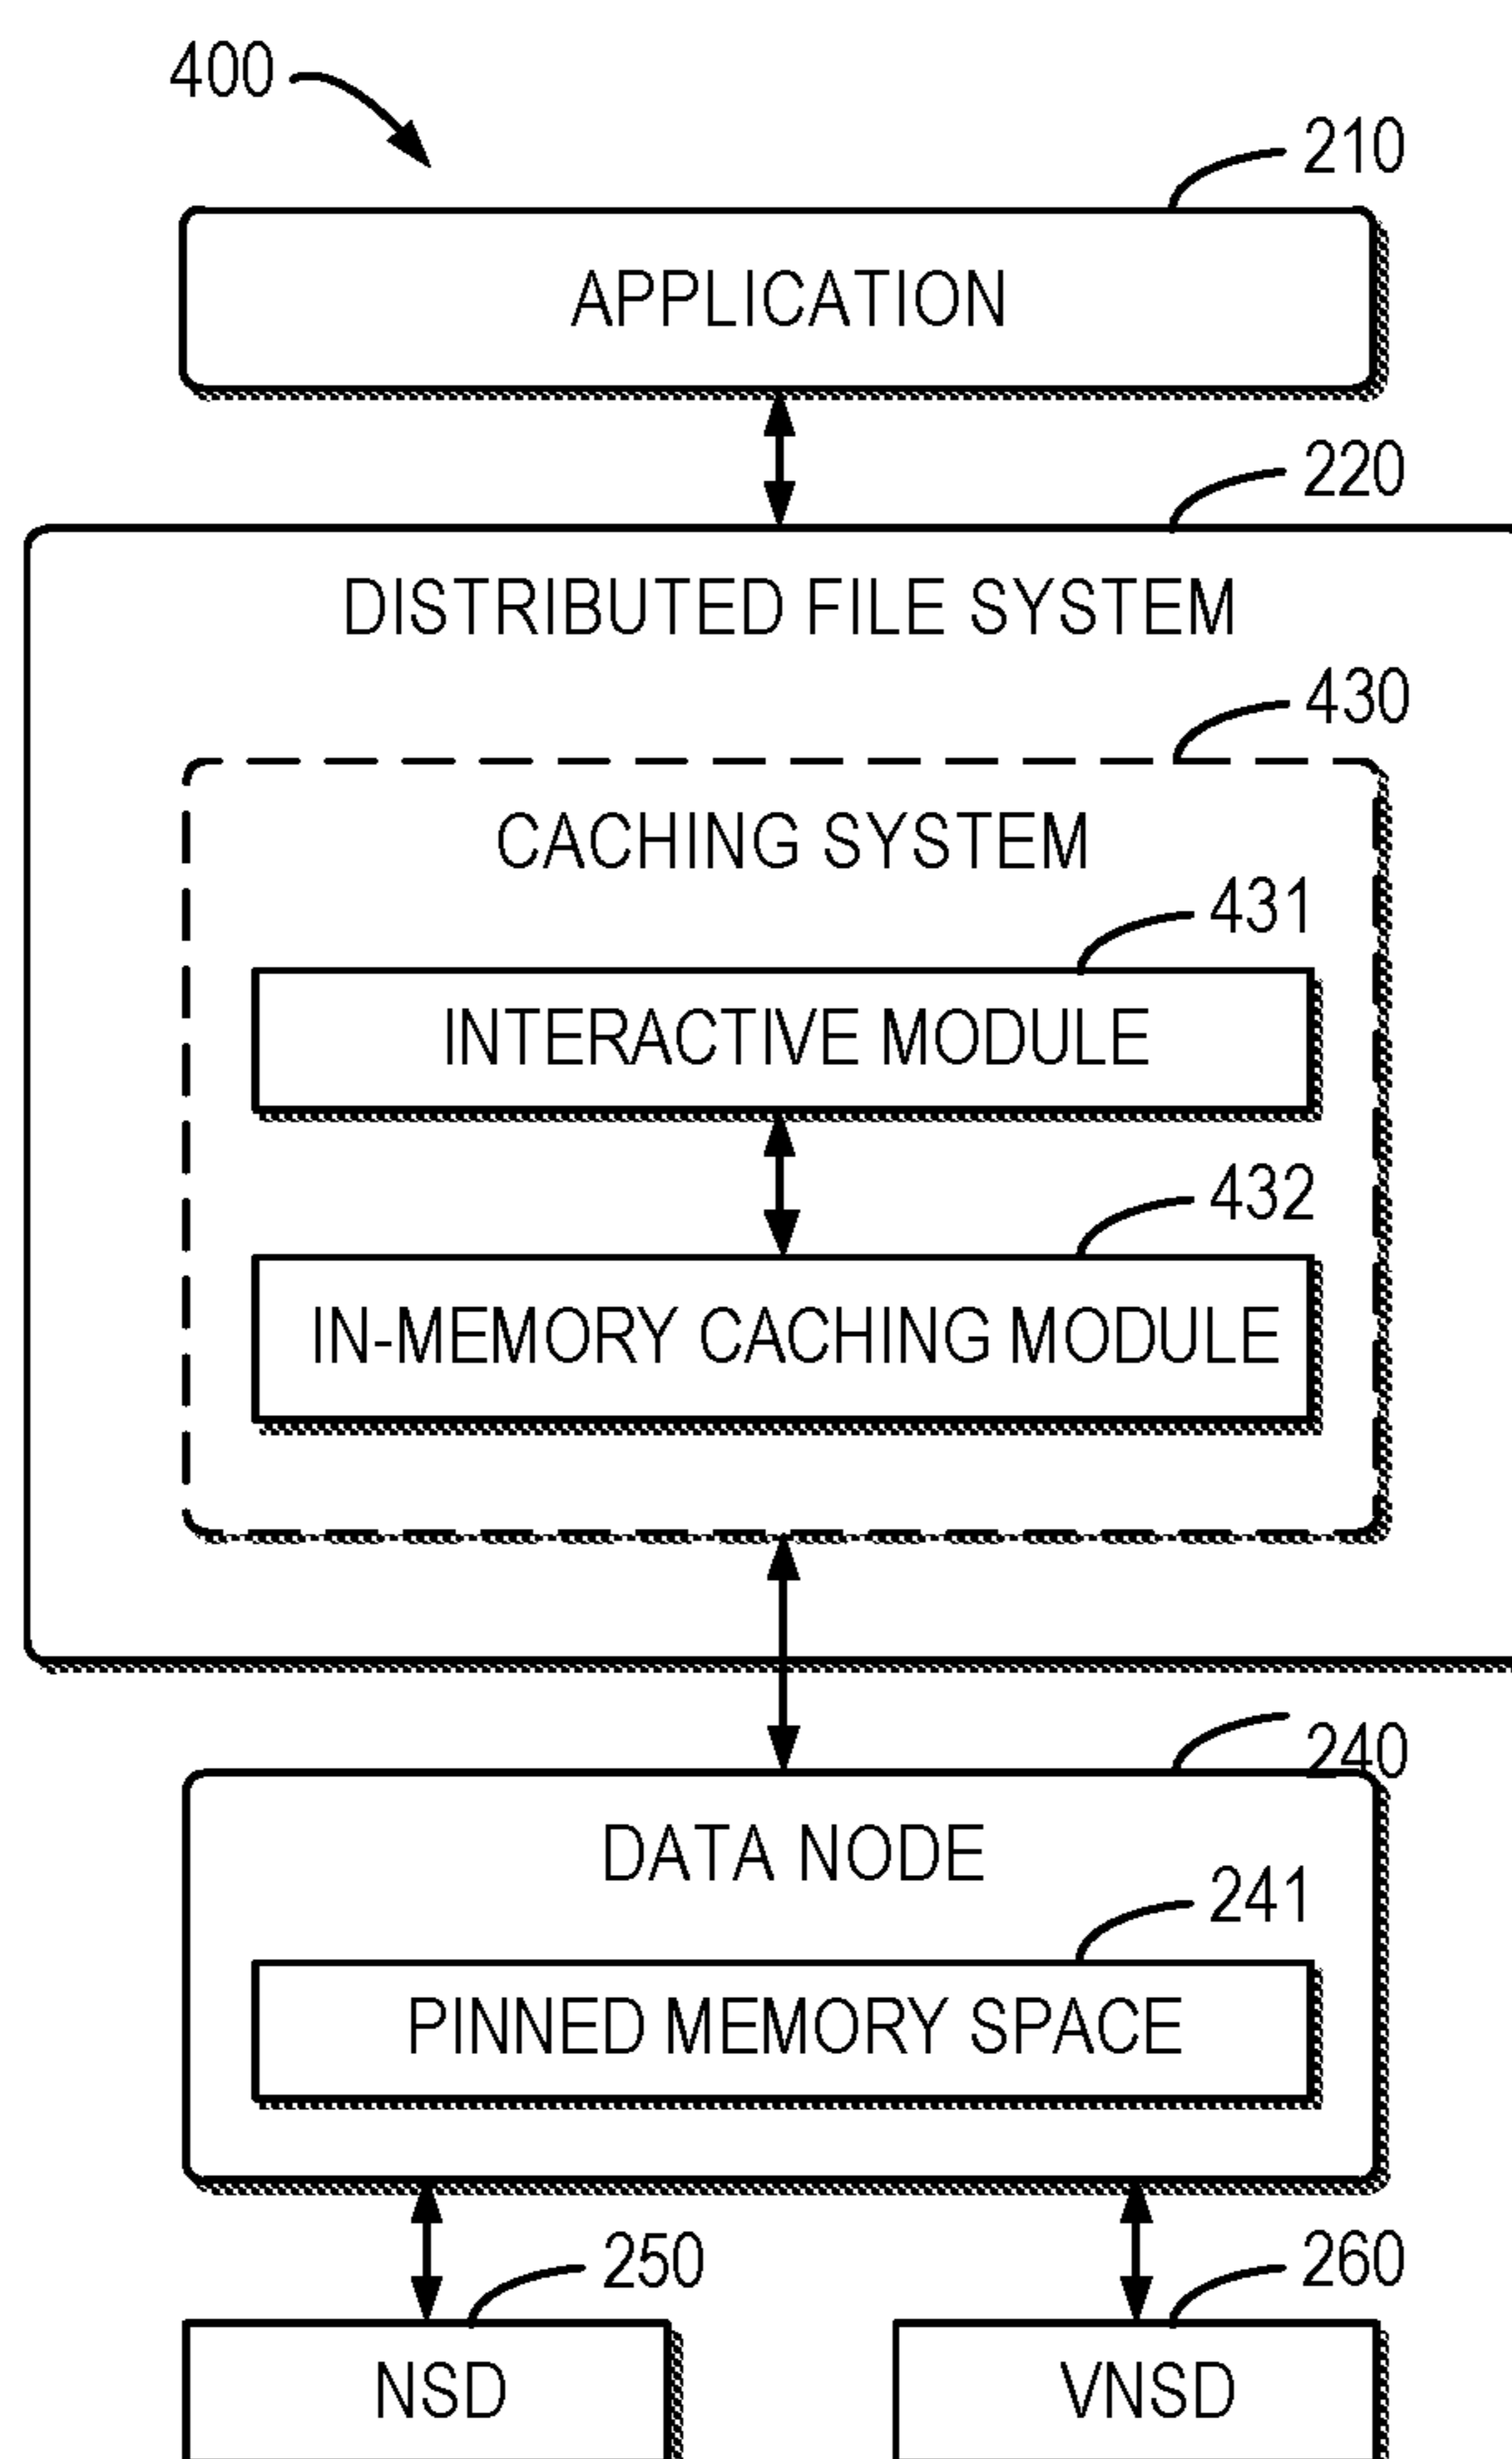 400
210
APPLICATION
220
DISTRIBUTED FILE SYSTEM
430
CACHING SYSTEM
431
INTERACTIVE MODULE
432
IN-MEMORY CACHING MODULE
240
DATA NODE
241
PINNED MEMORY SPACE
250
260
NSD
VNSD